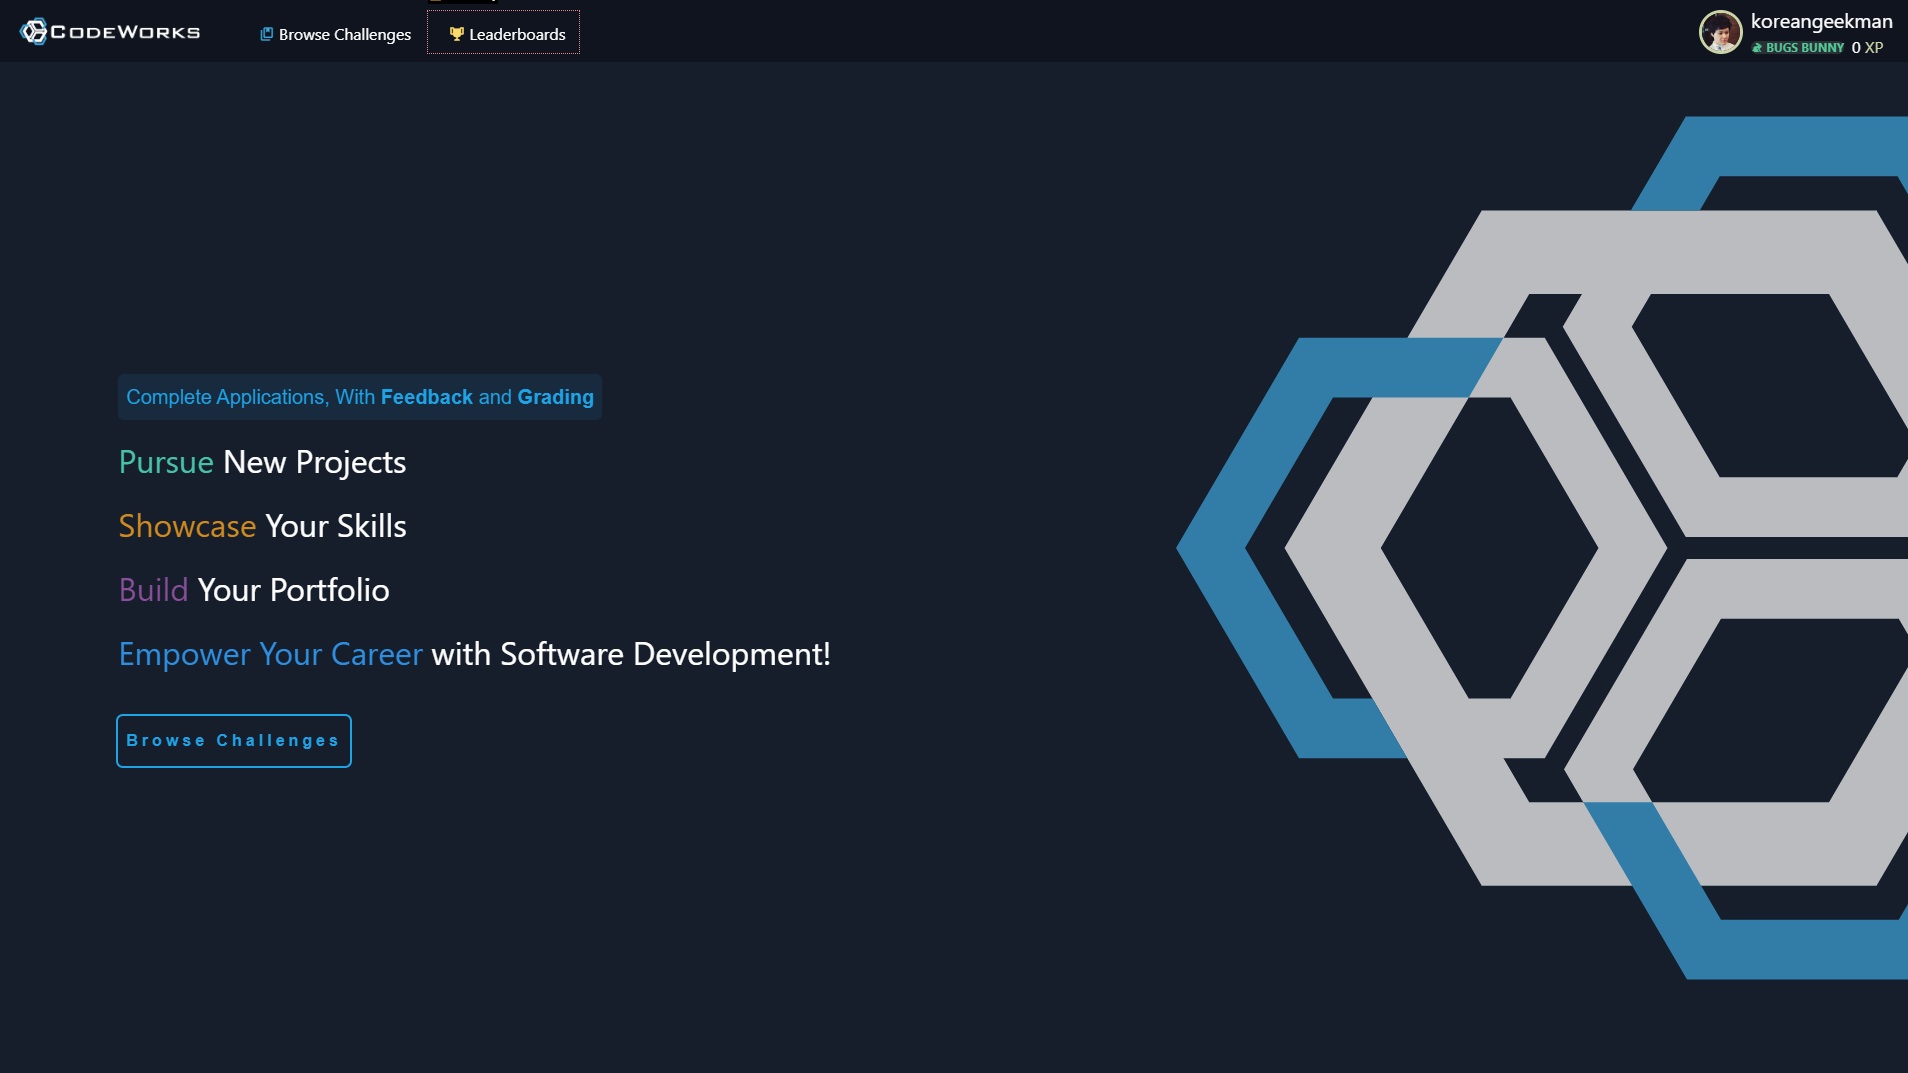 CODEWORKS
Browse Challenges
Leaderboards
koreangeekman
BUGS BUNNY 0 XP
Complete Applications, With Feedback and Grading
Pursue New Projects
Showcase Your Skills
Build Your Portfolio
Empower Your Career with Software Development!
Browse Challenges